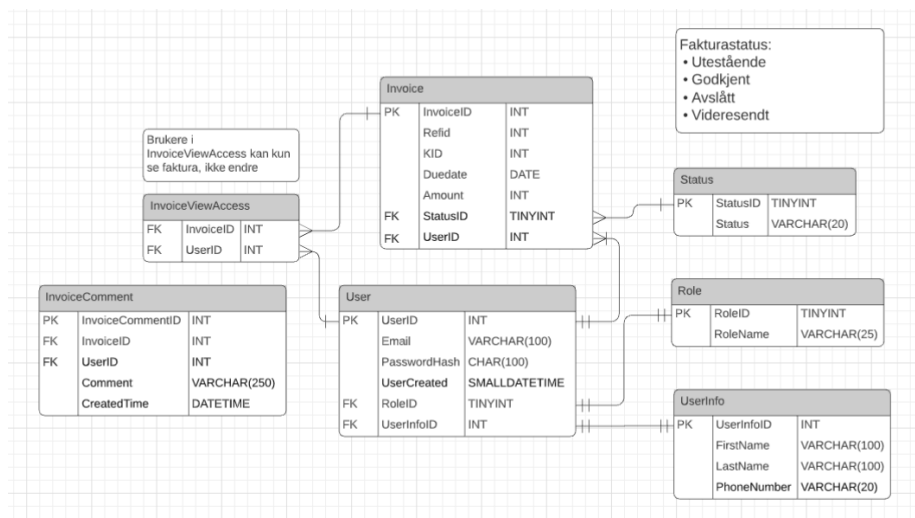 Fakturastatus:
• Utestående
• Godkjent
• Avslått
• Videresendt
Invoice
PK InvoiceID INT
Refid INT
KID INT
Duedate DATE
Amount INT
FK StatusID TINYINT
FK UserID INT
Brukere i
InvoiceViewAccess kan kun
se faktura, ikke endre
InvoiceViewAccess
FK InvoiceID INT
FK UserID INT
Status
PK StatusID TINYINT
Status VARCHAR(20)
InvoiceComment
PK InvoiceCommentID INT
FK InvoiceID INT
FK UserID INT
Comment VARCHAR(250)
CreatedTime DATETIME
User
PK UserID INT
Email VARCHAR(100)
PasswordHash CHAR(100)
UserCreated SMALLDATETIME
FK RoleID TINYINT
FK UserInfoID INT
Role
PK RoleID TINYINT
RoleName VARCHAR(25)
UserInfo
PK UserInfoID INT
FirstName VARCHAR(100)
LastName VARCHAR(100)
PhoneNumber VARCHAR(20)